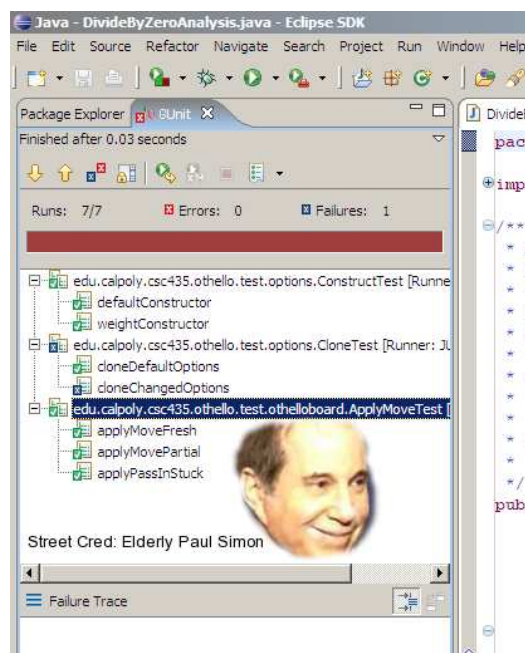 Java - DivideByZeroAnalysis.java - Eclipse SDK
File Edit Source Refactor Navigate Search Project Run Window Help
Package Explorer GUnit
Finished after 0.03 seconds
Runs: 7/7 Errors: 0 Failures: 1
edu.calpoly.csc435.othello.test.options.ConstructTest [Runne
defaultConstructor
weightConstructor
edu.calpoly.csc435.othello.test.options.CloneTest [Runner: JU
cloneDefaultOptions
cloneChangedOptions
edu.calpoly.csc435.othello.test.othelloboard.ApplyMoveTest [
applyMoveFresh
applyMovePartial
applyPassInStuck
Street Cred: Elderly Paul Simon
Failure Trace
J Divide
pac
imp
/**
*
*
*
*
*
*
*
*
*
*
*
*/
pub